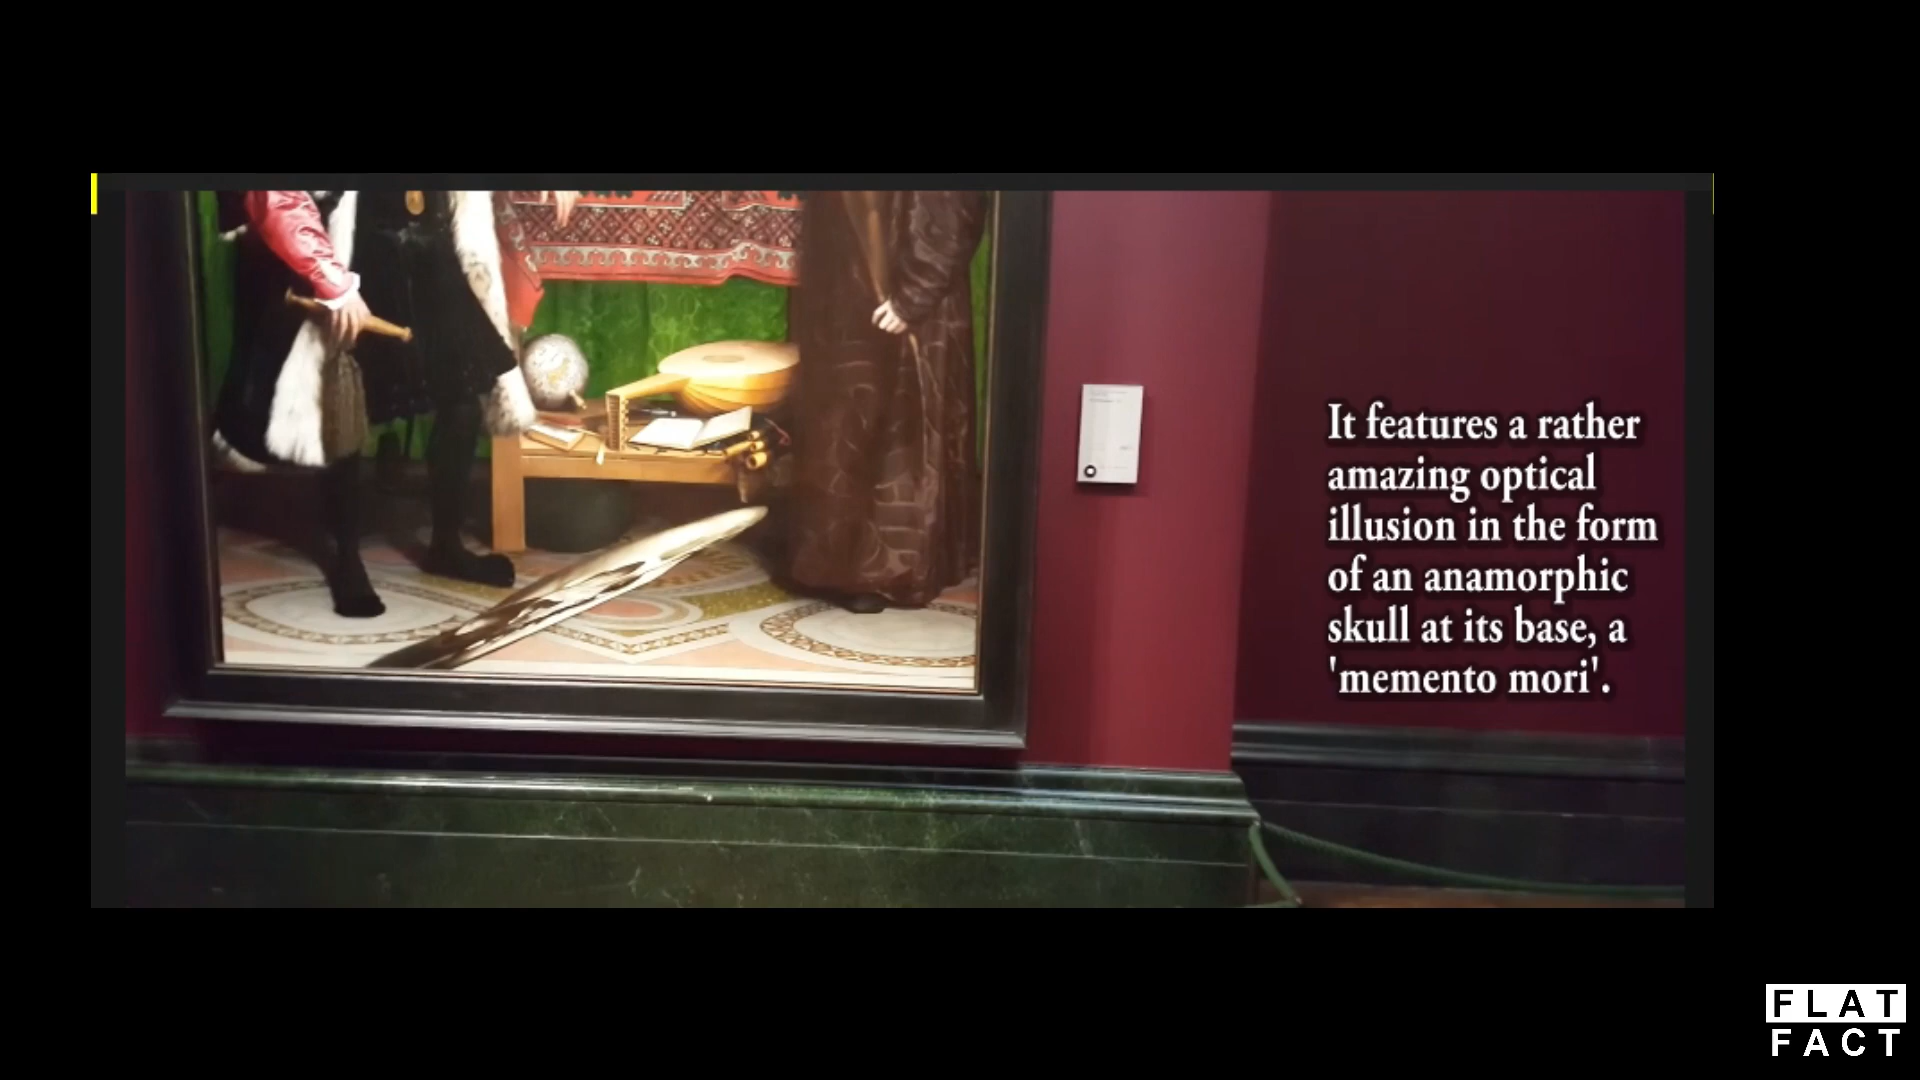 It features a rather
amazing optical
illusion in the form
of an anamorphic
skull at its base, a
'memento mori'.
FLAT
FACT